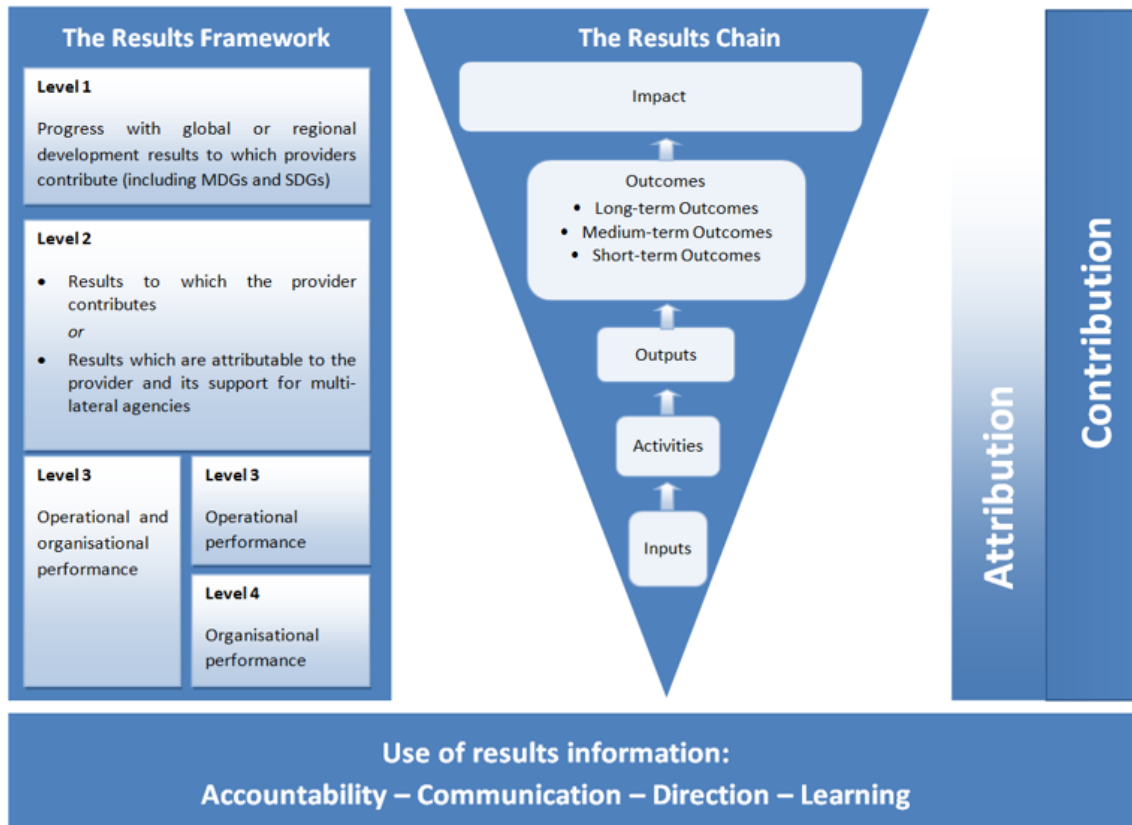 The Results Framework
Level 1
Progress with global or regional
development results to which providers
contribute (including MDGs and SDGs)
Level 2
• Results to which the provider
contributes
or
• Results which are attributable to the
provider and its support for multi-
lateral agencies
Level 3
Operational and
organisational
performance
Level 3
Operational
performance
Level 4
Organisational
performance
The Results Chain
Impact
Outcomes
• Long-term Outcomes
• Medium-term Outcomes
• Short-term Outcomes
Outputs
Activities
Inputs
Attribution
Contribution
Use of results information:
Accountability – Communication – Direction – Learning